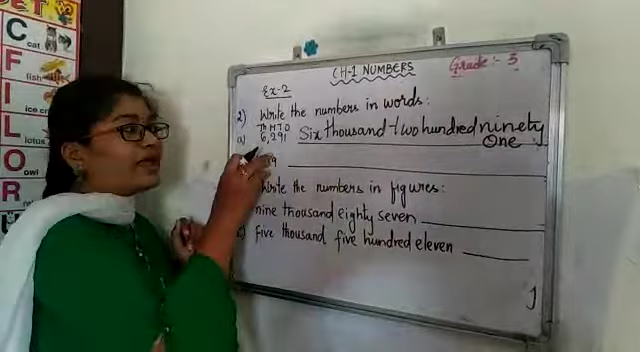 C
cat
F
fish
I
ice cr
L
lotus
O
owl
R
CH-1 NUMBERS
Grade:- 3
Ex-2
2) Write the numbers in words:
Th H T O
a) 6,291 Six thousand two hundred ninety
One
9
Write the numbers in figures:
nine thousand eighty seven
c) five thousand five hundred eleven